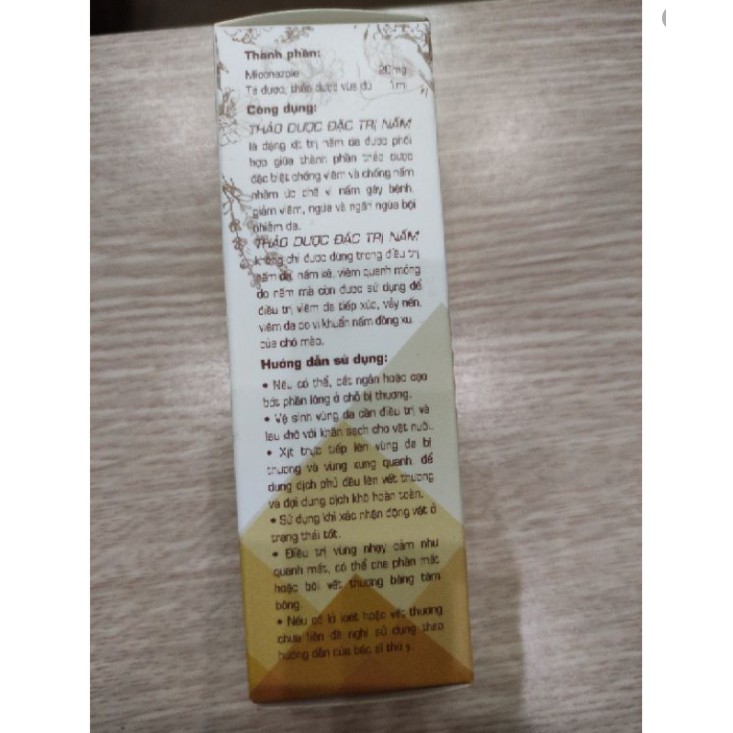 Thành phần:
Miconazole 20mg
Tá dược, thảo dược vừa đủ 1ml
Công dụng:
THẢO DƯỢC ĐẶC TRỊ NẤM
là dạng xịt trị nấm da được phối
hợp giữa thành phần thảo dược
đặc biệt chống viêm và chống nấm
nhằm ức chế vi nấm gây bệnh,
giảm viêm, ngừa và ngăn ngừa bội
nhiễm da.
THẢO DƯỢC ĐẶC TRỊ NẤM
không chỉ được dùng trong điều trị
nấm da, nấm kẽ, viêm quanh móng
do nấm mà còn được sử dụng để
điều trị viêm da tiếp xúc, vảy nến,
viêm da do vi khuẩn nấm đồng xu
của chó mèo.
Hướng dẫn sử dụng:
• Nếu có thể, cắt ngắn hoặc cạo
bớt phần lông ở chỗ bị thương.
• Vệ sinh vùng da cần điều trị và
lau khô với khăn sạch cho vật nuôi.
• Xịt trực tiếp lên vùng da bị
thương và vùng xung quanh, để
dung dịch phủ đều lên vết thương
và đợi dung dịch khô hoàn toàn.
• Sử dụng khi xác nhận động vật ở
trạng thái tốt.
• Điều trị vùng nhạy cảm như
quanh mắt, có thể che phần mắt
hoặc bôi vết thương bằng tăm
bông.
• Nếu có lở loét hoặc vết thương
chưa liền đề nghị sử dụng theo
hướng dẫn của bác sĩ thú y.